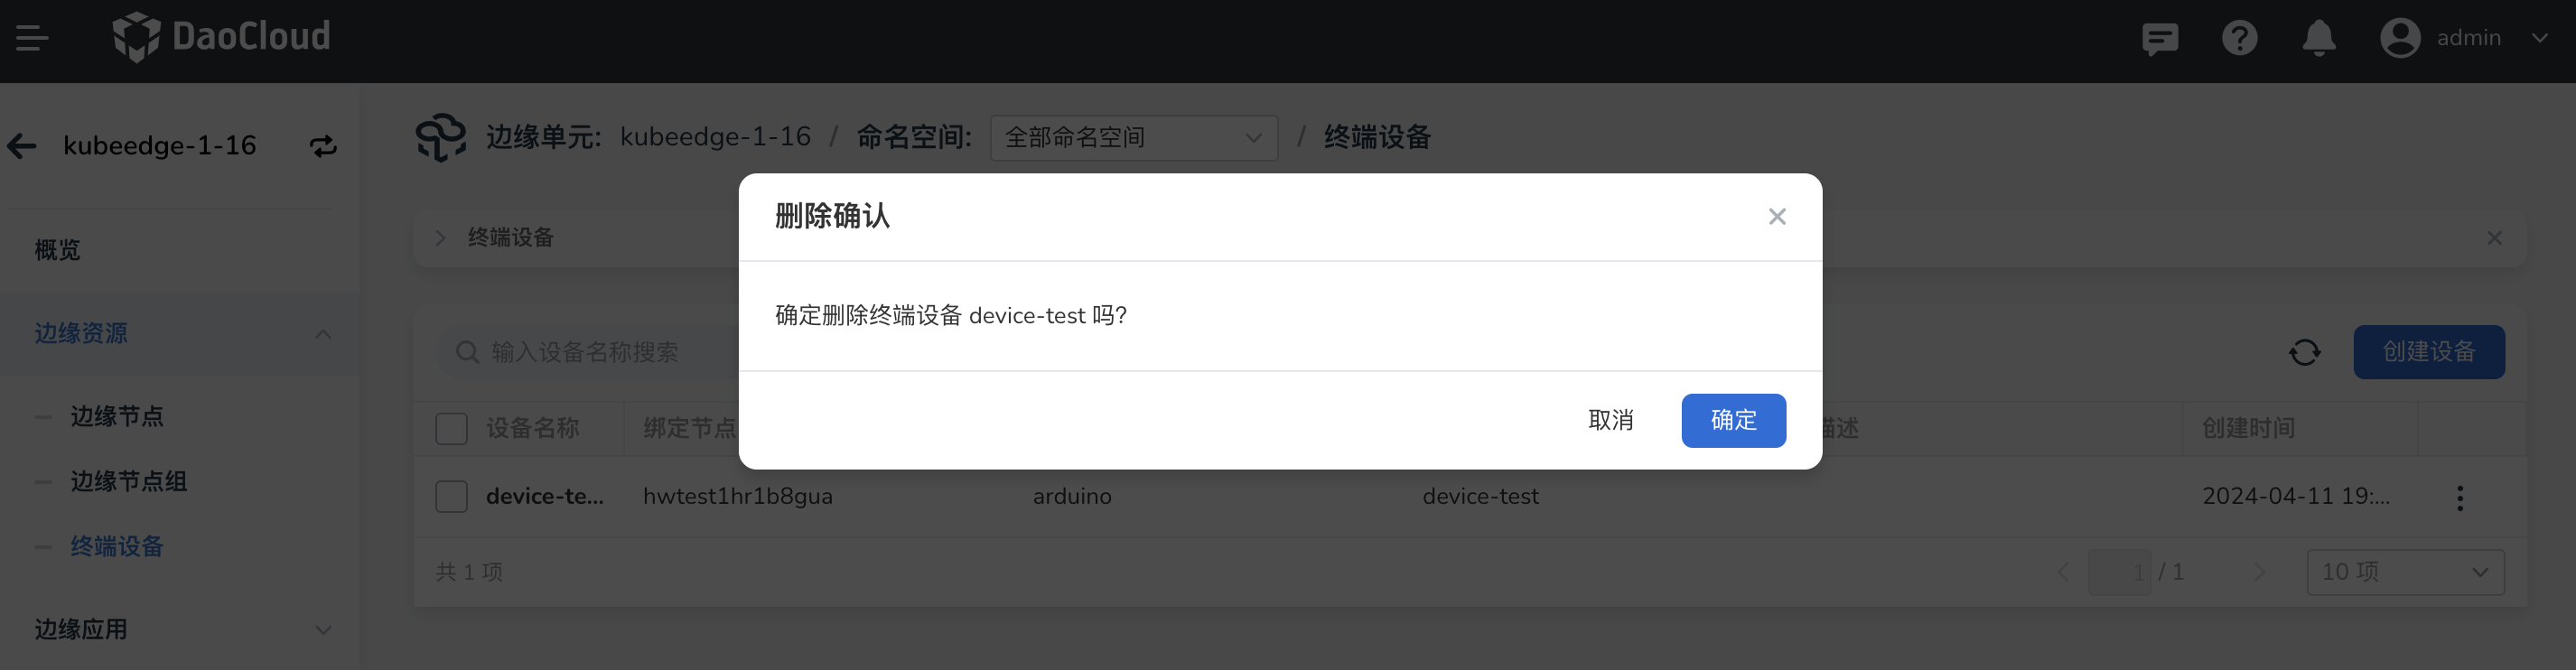 DaoCloud
admin
kubeedge-1-16
边缘单元: kubeedge-1-16 / 命名空间: 全部命名空间 / 终端设备
删除确认
终端设备
概览
确定删除终端设备 device-test 吗?
边缘资源
输入设备名称搜索
创建设备
取消 确定
边缘节点
设备名称 绑定节点 描述 创建时间
边缘节点组
device-te... hwtest1hr1b8gua arduino device-test 2024-04-11 19:...
终端设备
共 1 项
1 / 1
10 项
边缘应用